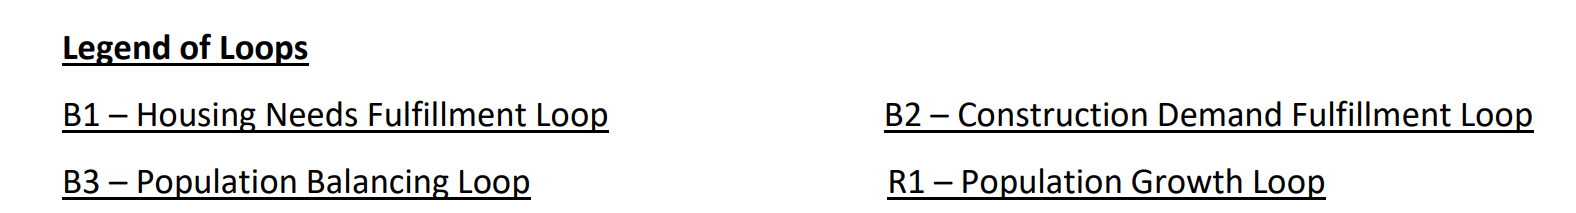 Legend of Loops
B1 – Housing Needs Fulfillment Loop B2 – Construction Demand Fulfillment Loop
B3 – Population Balancing Loop R1 – Population Growth Loop